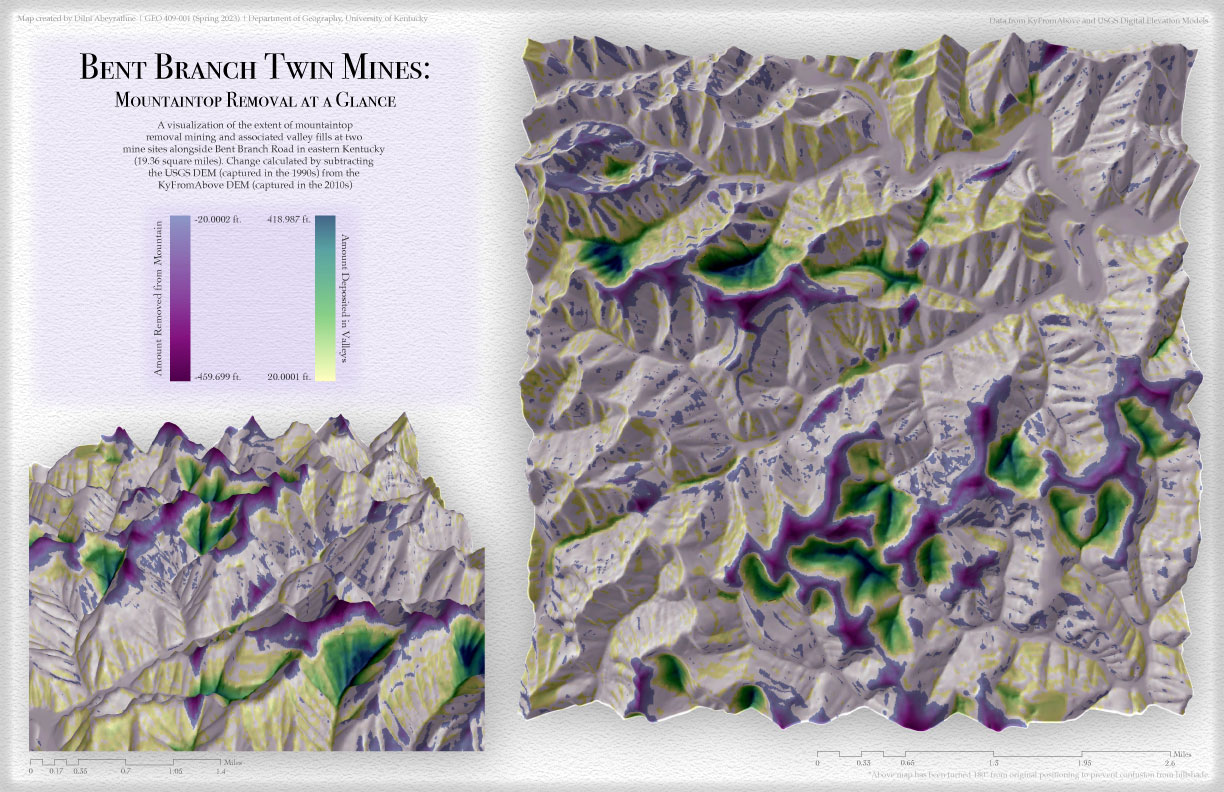 Map created by Dilni Abeyrathne | GEO 409-001 (Spring 2023) | Department of Geography, University of Kentucky
Data from KyFromAbove and USGS Digital Elevation Models
Bent Branch Twin Mines:
Mountaintop Removal at a Glance
A visualization of the extent of mountaintop
removal mining and associated valley fills at two
mine sites alongside Bent Branch Road in eastern Kentucky
(19.36 square miles). Change calculated by subtracting
the USGS DEM (captured in the 1990s) from the
KyFromAbove DEM (captured in the 2010s)
Amount Removed from Mountain
-20.0002 ft.
-459.699 ft.
418.987 ft.
20.0001 ft.
Amount Deposited in Valleys
0 0.17 0.35 0.7 1.05 1.4 Miles
0 0.33 0.65 1.3 1.95 2.6 Miles
*Above map has been turned 180° from original positioning to prevent confusion from hillshade.